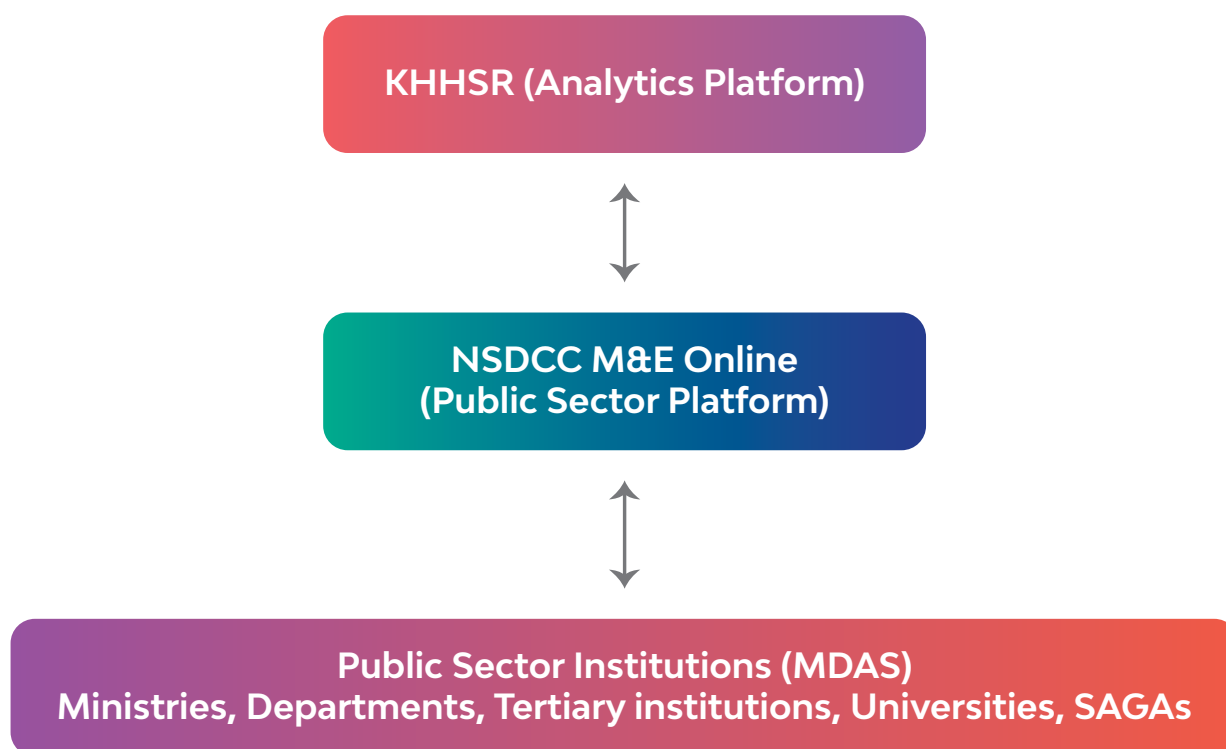 KHHSR (Analytics Platform)
NSDCC M&E Online
(Public Sector Platform)
Public Sector Institutions (MDAS)
Ministries, Departments, Tertiary institutions, Universities, SAGAs